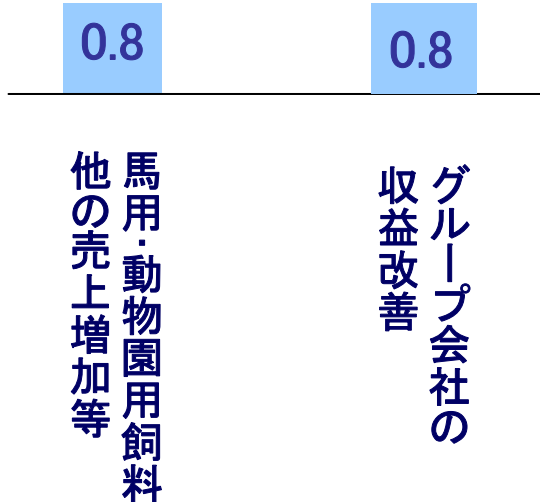 0.8
0.8
馬用・動物園用飼料
他の売上増加等
グループ会社の
収益改善